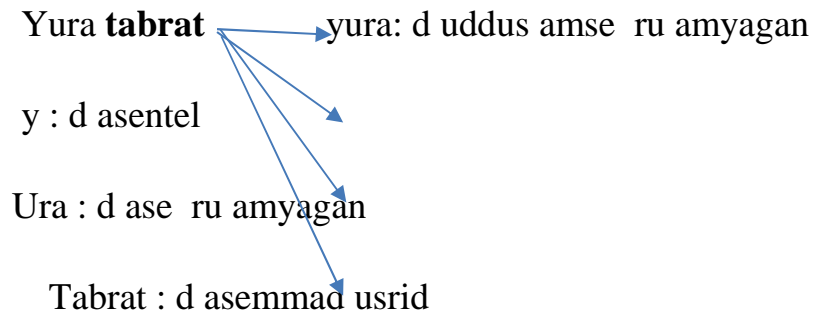 Yura tabrat yura: d uddus amse ru amyagan
y : d asentel
Ura : d ase ru amyagan
Tabrat : d asemmad usrid